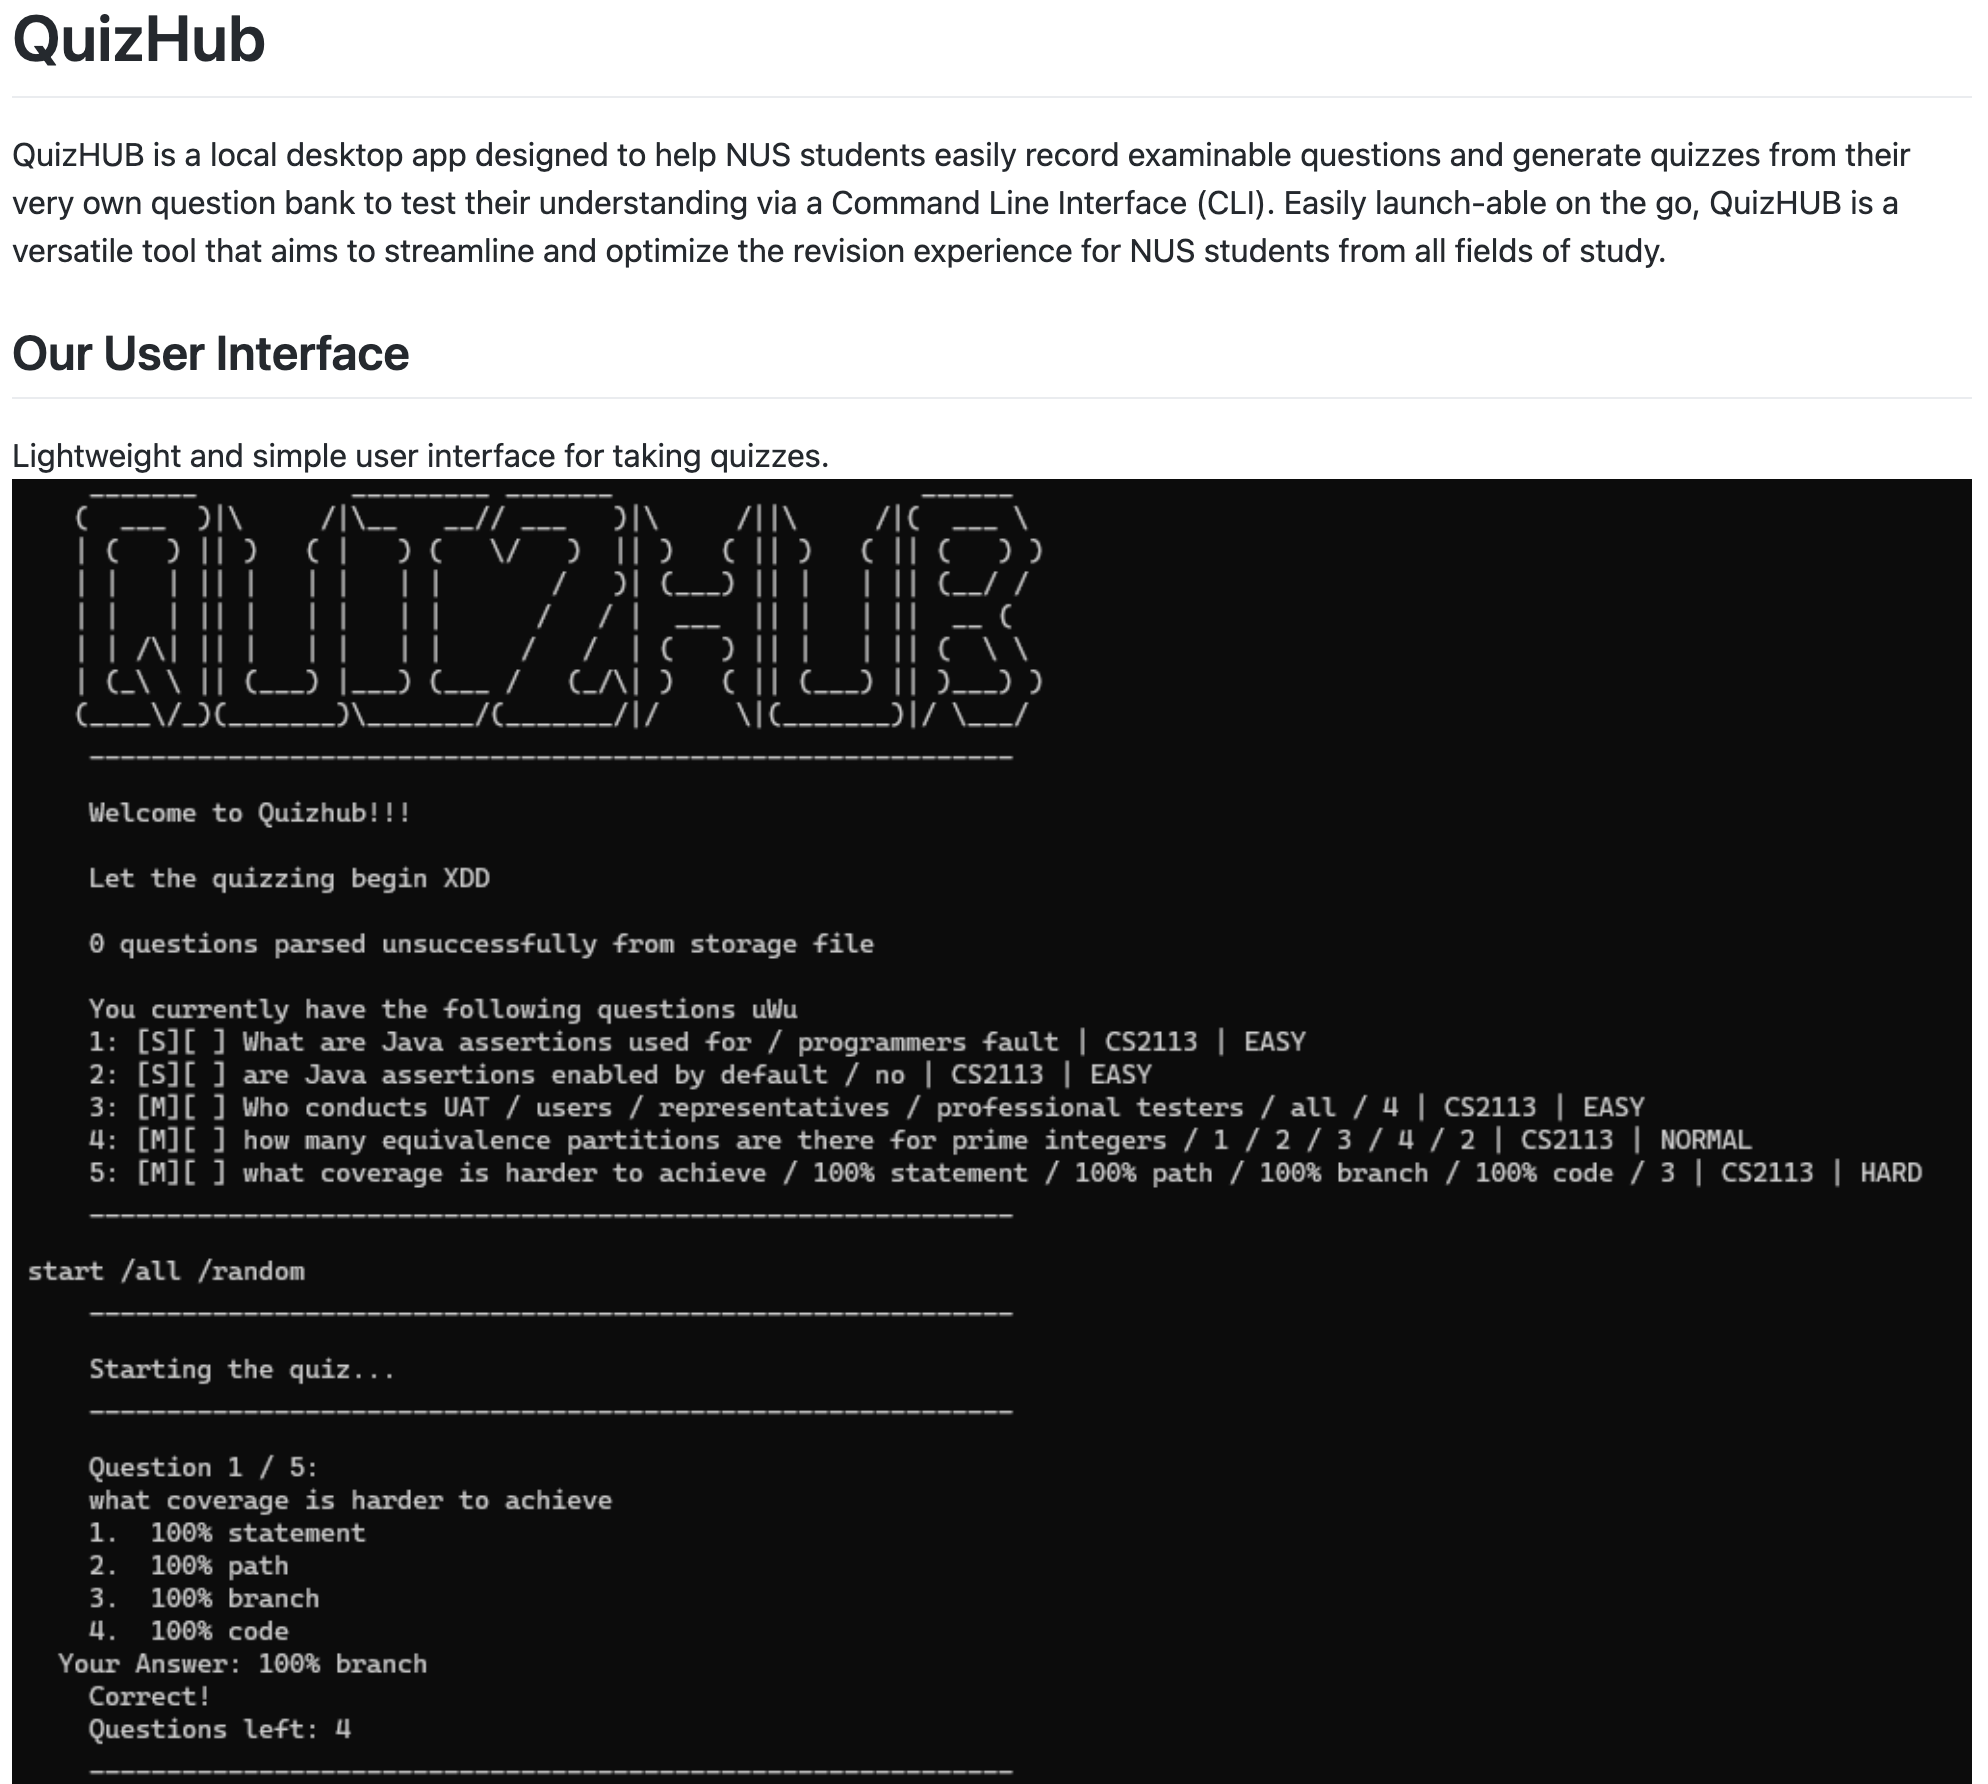 QuizHub
QuizHUB is a local desktop app designed to help NUS students easily record examinable questions and generate quizzes from their
very own question bank to test their understanding via a Command Line Interface (CLI). Easily launch-able on the go, QuizHUB is a
versatile tool that aims to streamline and optimize the revision experience for NUS students from all fields of study.
Our User Interface
Lightweight and simple user interface for taking quizzes.
QUIZHUB
Welcome to Quizhub!!!
Let the quizzing begin XDD
0 questions parsed unsuccessfully from storage file
You currently have the following questions uWu
1: [S][ ] What are Java assertions used for / programmers fault | CS2113 | EASY
2: [S][ ] are Java assertions enabled by default / no | CS2113 | EASY
3: [M][ ] Who conducts UAT / users / representatives / professional testers / all / 4 | CS2113 | EASY
4: [M][ ] how many equivalence partitions are there for prime integers / 1 / 2 / 3 / 4 / 2 | CS2113 | NORMAL
5: [M][ ] what coverage is harder to achieve / 100% statement / 100% path / 100% branch / 100% code / 3 | CS2113 | HARD
start /all /random
Starting the quiz...
Question 1 / 5:
what coverage is harder to achieve
1.  100% statement
2.  100% path
3.  100% branch
4.  100% code
Your Answer: 100% branch
Correct!
Questions left: 4